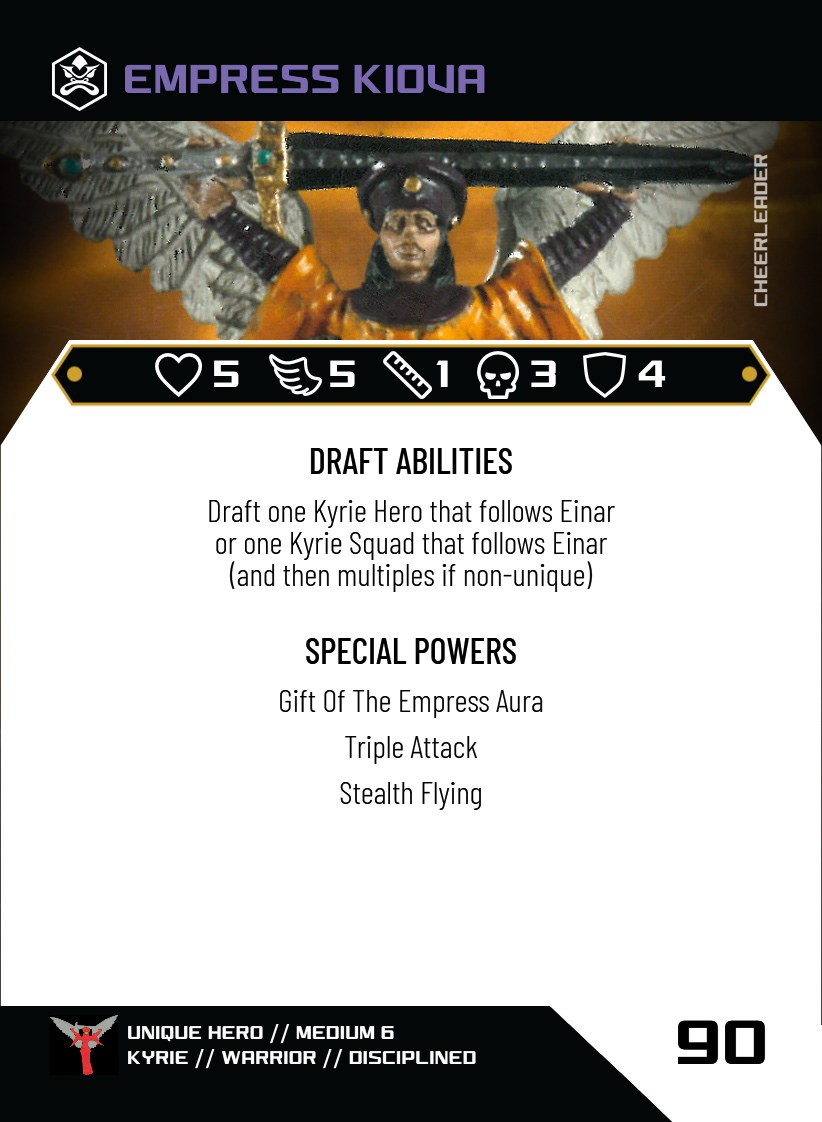 EMPRESS KIOVA
CHEERLEADER
5 5 1 3 4
DRAFT ABILITIES
Draft one Kyrie Hero that follows Einar
or one Kyrie Squad that follows Einar
(and then multiples if non-unique)
SPECIAL POWERS
Gift Of The Empress Aura
Triple Attack
Stealth Flying
UNIQUE HERO // MEDIUM 6
KYRIE // WARRIOR // DISCIPLINED
90